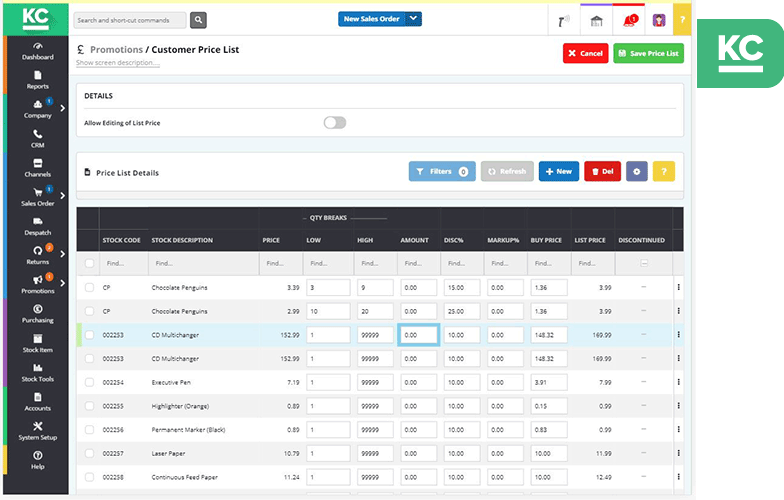 KC
Search and short-cut commands
New Sales Order
1
?
KC
£ Promotions / Customer Price List
Show screen description....
Cancel
Save Price List
Dashboard
Reports
Company 1
CRM
Channels
Sales Order 1
Despatch
Returns 2
Promotions 1
Purchasing
Stock Item
Stock Tools
Accounts
System Setup
Help
DETAILS
Allow Editing of List Price
Price List Details
Filters 0
Refresh
New
Del
?
QTY BREAKS
STOCK CODE STOCK DESCRIPTION PRICE LOW HIGH AMOUNT DISC% MARKUP% BUY PRICE LIST PRICE DISCONTINUED
Find... Find... Find... Find... Find... Find... Find... Find... Find... Find...
CP Chocolate Penguins 3.39 3 9 0.00 15.00 0.00 1.36 3.99 —
CP Chocolate Penguins 2.99 10 20 0.00 25.00 0.00 1.36 3.99 —
002253 CD Multichanger 152.99 1 99999 0.00 10.00 0.00 148.32 169.99 —
002253 CD Multichanger 152.99 1 99999 0.00 10.00 0.00 148.32 169.99 —
002254 Executive Pen 7.19 1 99999 0.00 10.00 0.00 3.91 7.99 —
002255 Highlighter (Orange) 0.89 1 99999 0.00 10.00 0.00 0.15 0.99 —
002256 Permanent Marker (Black) 0.89 1 99999 0.00 10.00 0.00 0.83 0.99 —
002257 Laser Paper 10.79 1 99999 0.00 10.00 0.00 10.00 11.99 —
002258 Continuous Feed Paper 11.24 1 99999 0.00 10.00 0.00 10.00 12.49 —